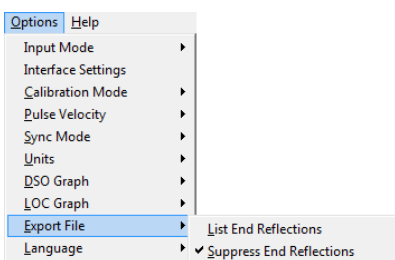 Options Help
Input Mode
Interface Settings
Calibration Mode
Pulse Velocity
Sync Mode
Units
DSO Graph
LOC Graph
Export File
List End Reflections
Language
Suppress End Reflections